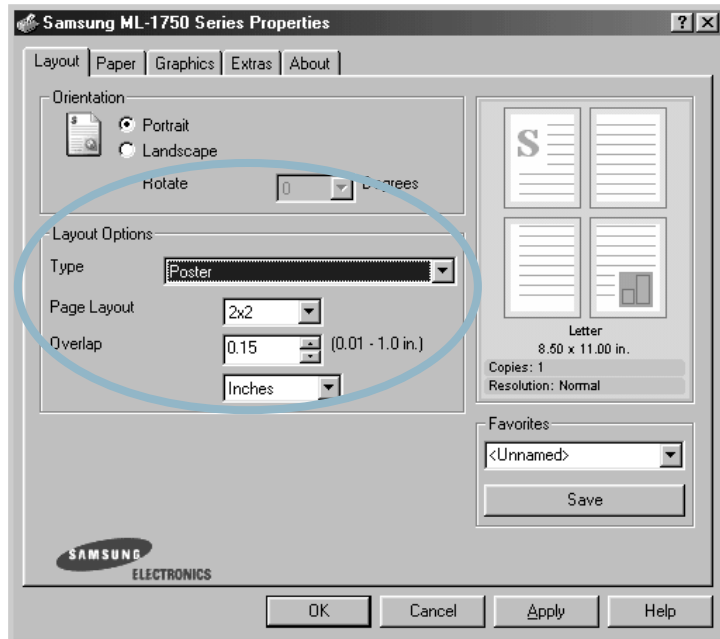 Samsung ML-1750 Series Properties
Layout Paper Graphics Extras About
Orientation
Portrait
Landscape
Rotate 0 Degrees
Layout Options
Type Poster
Page Layout 2x2
Overlap 0.15 (0.01 - 1.0 in.)
Inches
S
S
Letter
8.50 x 11.00 in.
Copies: 1
Resolution: Normal
Favorites
<Unnamed>
Save
SAMSUNG
ELECTRONICS
OK Cancel Apply Help